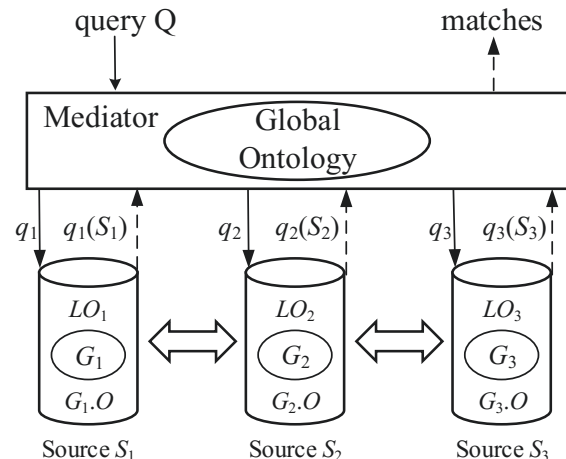 query Q matches
Mediator Global Ontology
q₁ q₁(S₁) q₂ q₂(S₂) q₃ q₃(S₃)
LO₁ LO₂ LO₃
G₁ G₂ G₃
G₁.O G₂.O G₃.O
Source S₁ Source S₂ Source S₃